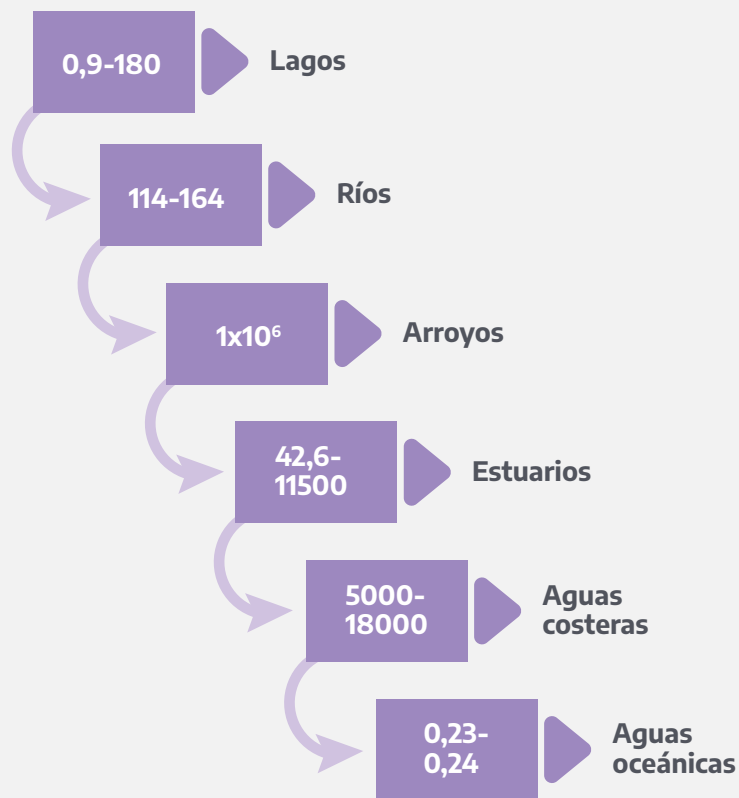 0,9-180
Lagos
114-164
Ríos
1x10⁶
Arroyos
42,6-
11500
Estuarios
5000-
18000
Aguas
costeras
0,23-
0,24
Aguas
oceánicas